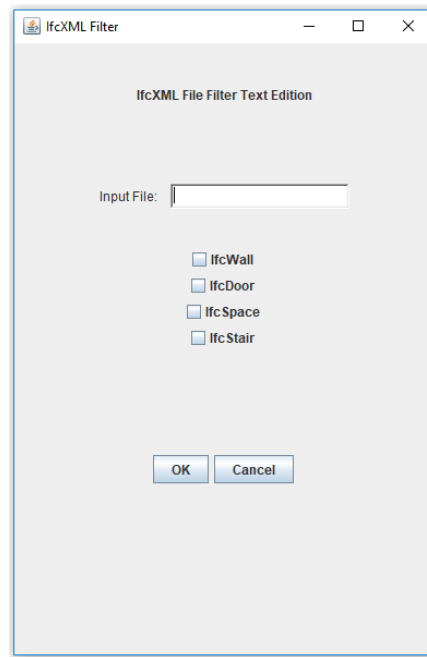 IfcXML Filter
IfcXML File Filter Text Edition
Input File:
IfcWall
IfcDoor
IfcSpace
IfcStair
OK Cancel